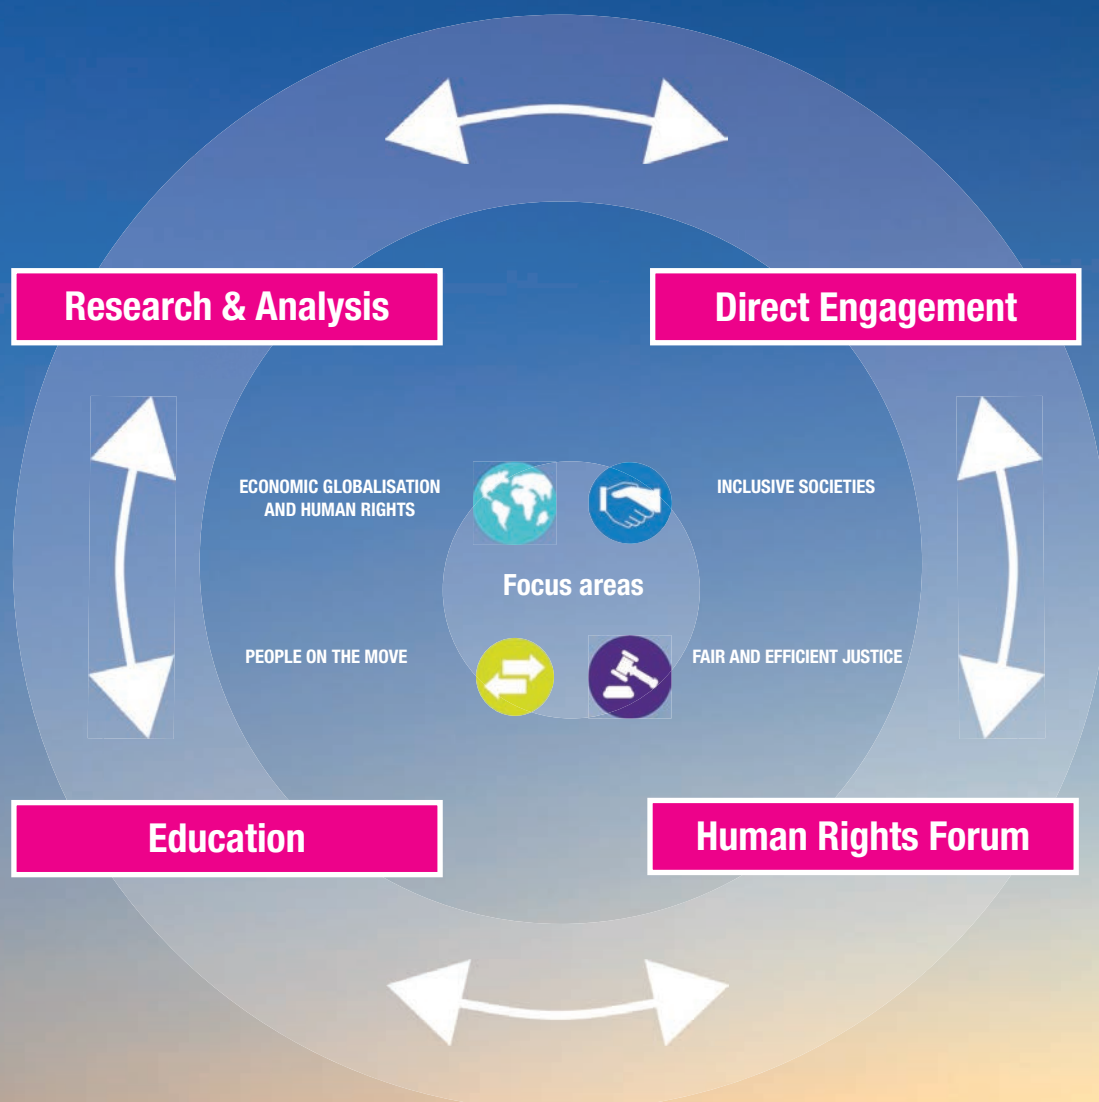 Research & Analysis
Direct Engagement
ECONOMIC GLOBALISATION
AND HUMAN RIGHTS
INCLUSIVE SOCIETIES
Focus areas
PEOPLE ON THE MOVE
FAIR AND EFFICIENT JUSTICE
Education
Human Rights Forum